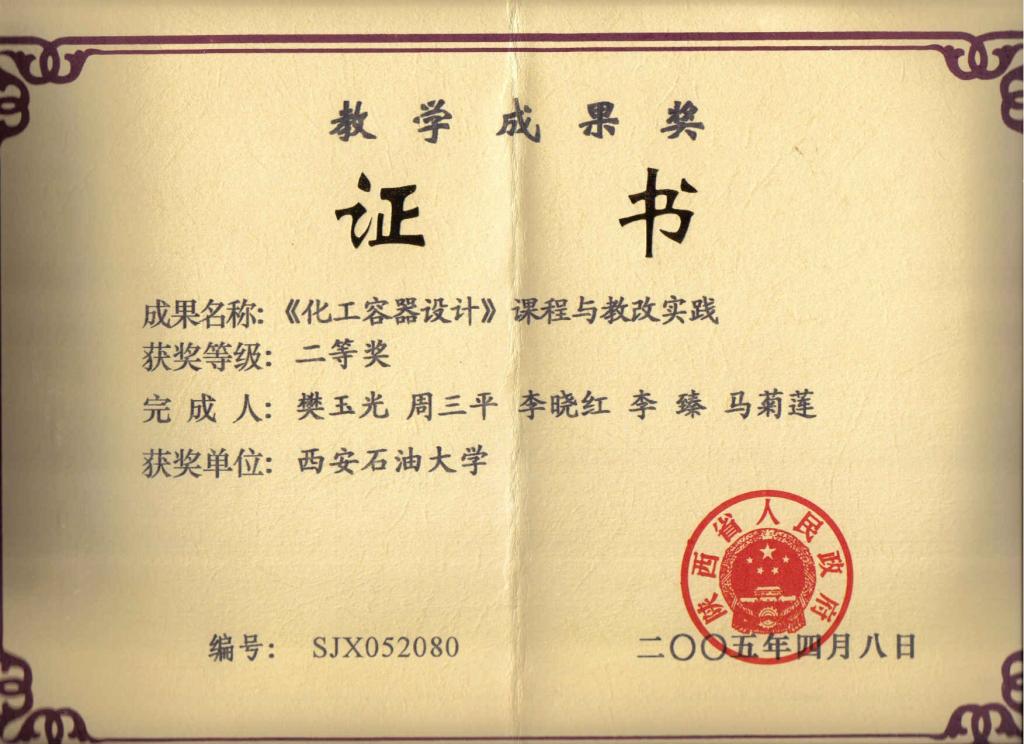 教学成果奖
证书
成果名称:《化工容器设计》课程与教改实践
获奖等级: 二等奖
完成人: 樊玉光 周三平 李晓红 李臻 马菊莲
获奖单位: 西安石油大学
陕西省人民政府
编号: SJX052080
二〇〇五年四月八日